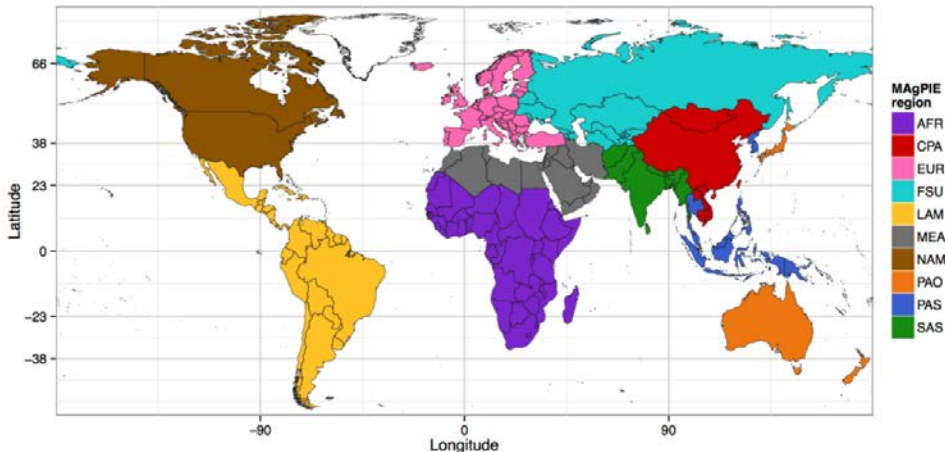 66
38
23
0
−23
−38
Latitude
−90
0
90
Longitude
MAgPIE
region
AFR
CPA
EUR
FSU
LAM
MEA
NAM
PAO
PAS
SAS